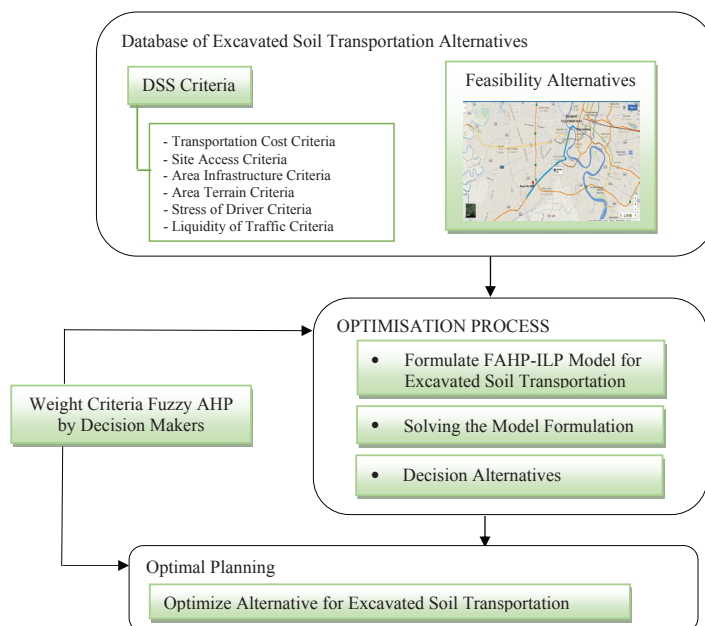 Database of Excavated Soil Transportation Alternatives
DSS Criteria
- Transportation Cost Criteria
- Site Access Criteria
- Area Infrastructure Criteria
- Area Terrain Criteria
- Stress of Driver Criteria
- Liquidity of Traffic Criteria
Feasibility Alternatives
OPTIMISATION PROCESS
• Formulate FAHP-ILP Model for
Excavated Soil Transportation
• Solving the Model Formulation
• Decision Alternatives
Weight Criteria Fuzzy AHP
by Decision Makers
Optimal Planning
Optimize Alternative for Excavated Soil Transportation